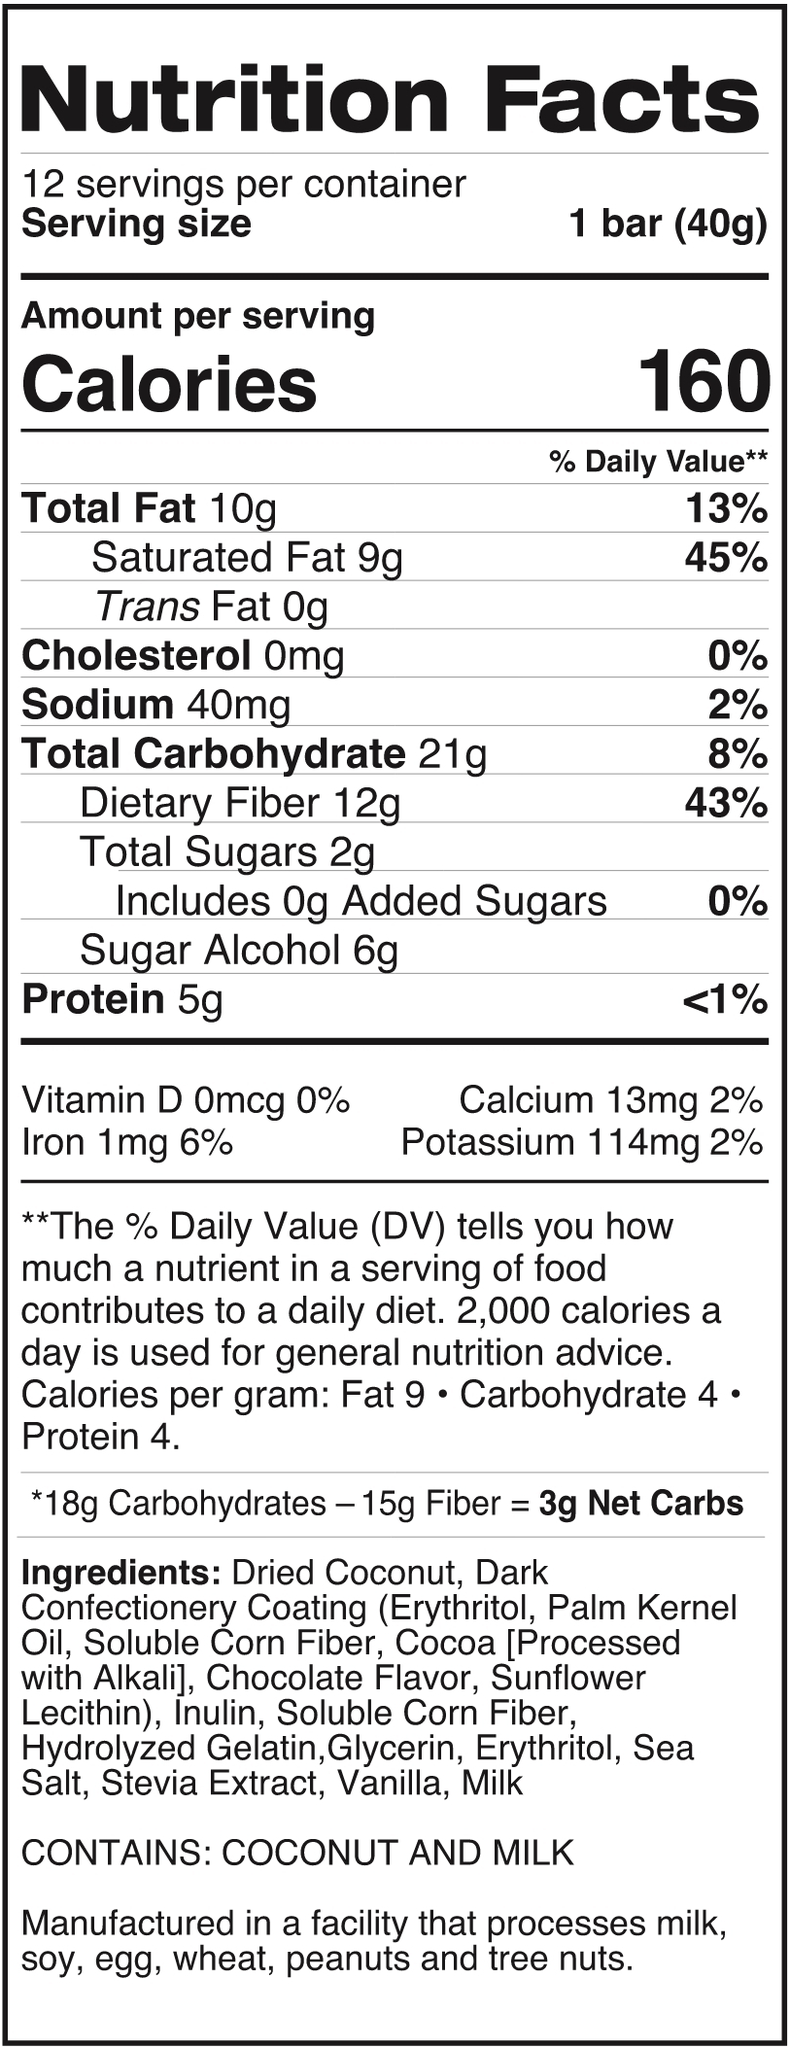 Nutrition Facts
12 servings per container
Serving size 1 bar (40g)
Amount per serving
Calories 160
% Daily Value**
Total Fat 10g 13%
Saturated Fat 9g 45%
Trans Fat 0g
Cholesterol 0mg 0%
Sodium 40mg 2%
Total Carbohydrate 21g 8%
Dietary Fiber 12g 43%
Total Sugars 2g
Includes 0g Added Sugars 0%
Sugar Alcohol 6g
Protein 5g <1%
Vitamin D 0mcg 0% Calcium 13mg 2%
Iron 1mg 6% Potassium 114mg 2%
**The % Daily Value (DV) tells you how
much a nutrient in a serving of food
contributes to a daily diet. 2,000 calories a
day is used for general nutrition advice.
Calories per gram: Fat 9 • Carbohydrate 4 •
Protein 4.
*18g Carbohydrates – 15g Fiber = 3g Net Carbs
Ingredients: Dried Coconut, Dark
Confectionery Coating (Erythritol, Palm Kernel
Oil, Soluble Corn Fiber, Cocoa [Processed
with Alkali], Chocolate Flavor, Sunflower
Lecithin), Inulin, Soluble Corn Fiber,
Hydrolyzed Gelatin,Glycerin, Erythritol, Sea
Salt, Stevia Extract, Vanilla, Milk
CONTAINS: COCONUT AND MILK
Manufactured in a facility that processes milk,
soy, egg, wheat, peanuts and tree nuts.